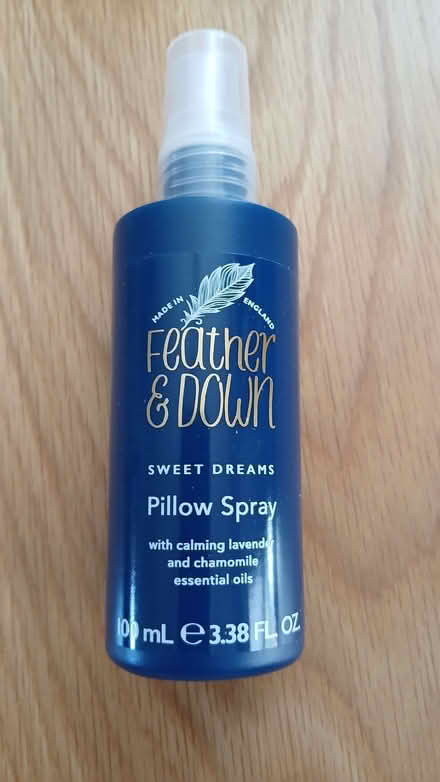 MADE IN ENGLAND
Feather
& DOWN
SWEET DREAMS
Pillow Spray
with calming lavender
and chamomile
essential oils
100 mL ℮ 3.38 FL. OZ.